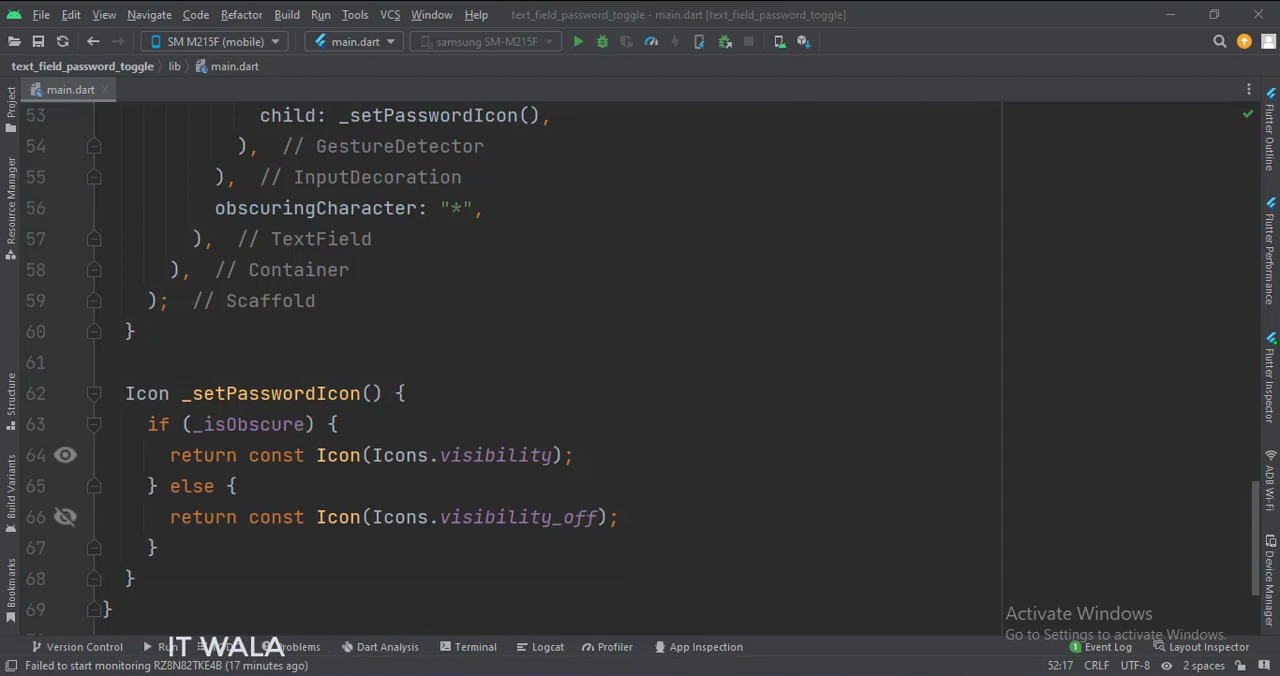 File Edit View Navigate Code Refactor Build Run Tools VCS Window Help text_field_password_toggle - main.dart [text_field_password_toggle]
SM M215F (mobile) main.dart samsung SM-M215F
text_field_password_toggle lib main.dart
main.dart
53 child: _setPasswordIcon(),
54 ), // GestureDetector
55 ), // InputDecoration
56 obscuringCharacter: "*",
57 ), // TextField
58 ), // Container
59 ); // Scaffold
60 }
61
62 Icon _setPasswordIcon() {
63 if (_isObscure) {
64 return const Icon(Icons.visibility);
65 } else {
66 return const Icon(Icons.visibility_off);
67 }
68 }
69 }
Project
Resource Manager
Structure
Build Variants
Bookmarks
Flutter Outline
Flutter Performance
Flutter Inspector
ADB Wi-Fi
Device Manager
Activate Windows
Go to Settings to activate Windows.
IT WALA
Version Control Run Problems Dart Analysis Terminal Logcat Profiler App Inspection 1 Event Log Layout Inspector
Failed to start monitoring RZ8N82TKE4B (17 minutes ago) 52:17 CRLF UTF-8 2 spaces